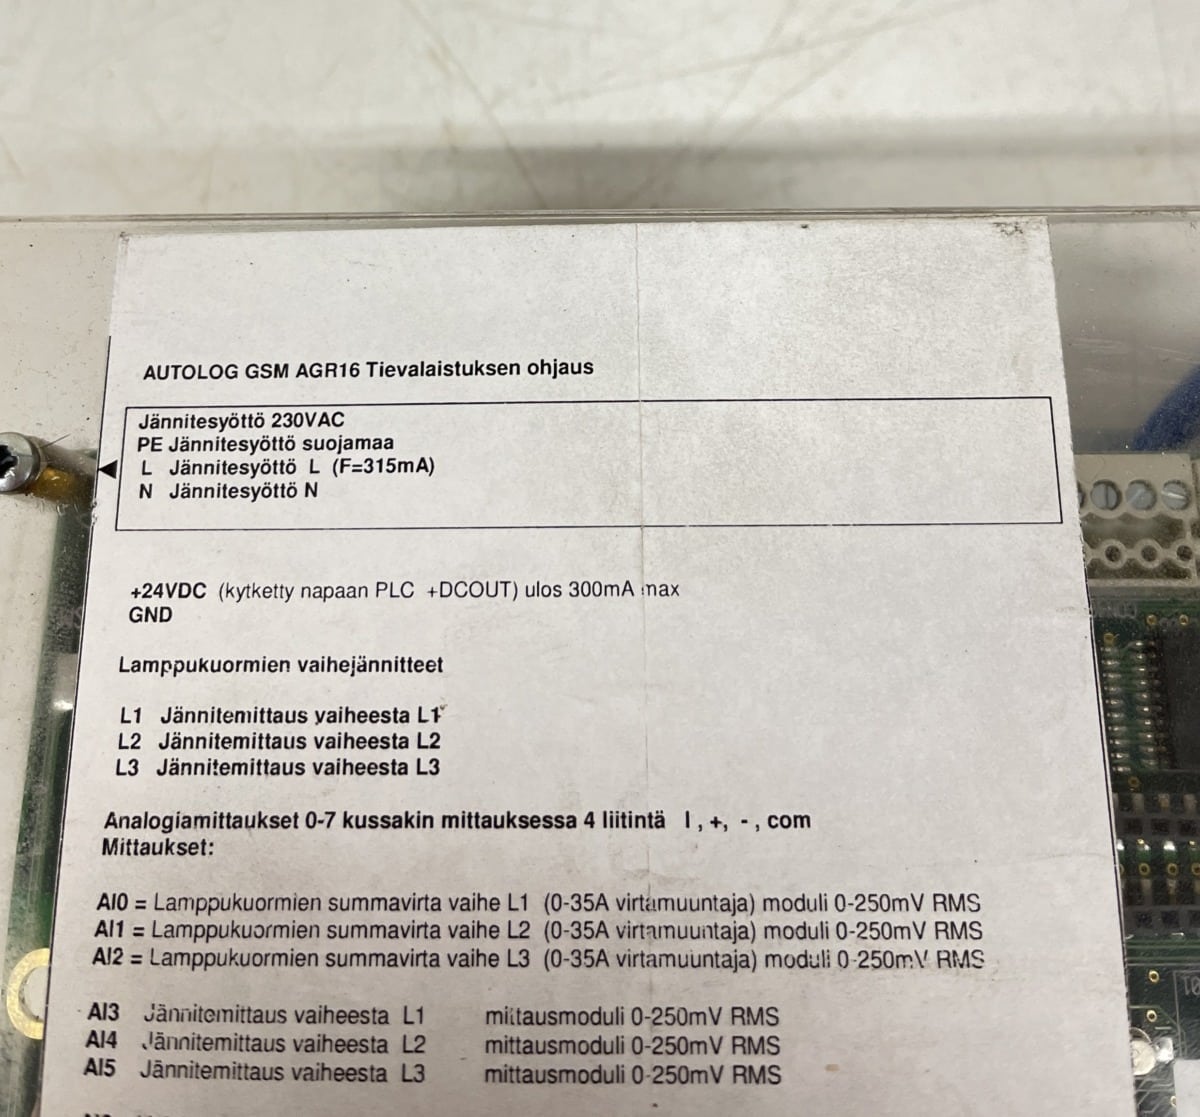 AUTOLOG GSM AGR16 Tievalaistuksen ohjaus
Jännitesyöttö 230VAC
PE Jännitesyöttö suojamaa
L Jännitesyöttö L (F=315mA)
N Jännitesyöttö N
+24VDC (kytketty napaan PLC +DCOUT) ulos 300mA max
GND
Lamppukuormien vaihejännitteet
L1 Jännitemittaus vaiheesta L1
L2 Jännitemittaus vaiheesta L2
L3 Jännitemittaus vaiheesta L3
Analogiamittaukset 0-7 kussakin mittauksessa 4 liitintä I , +, - , com
Mittaukset:
AI0 = Lamppukuormien summavirta vaihe L1 (0-35A virtamuuntaja) moduli 0-250mV RMS
AI1 = Lamppukuormien summavirta vaihe L2 (0-35A virtamuuntaja) moduli 0-250mV RMS
AI2 = Lamppukuormien summavirta vaihe L3 (0-35A virtamuuntaja) moduli 0-250mV RMS
AI3 Jännitemittaus vaiheesta L1 mittausmoduli 0-250mV RMS
AI4 Jännitemittaus vaiheesta L2 mittausmoduli 0-250mV RMS
AI5 Jännitemittaus vaiheesta L3 mittausmoduli 0-250mV RMS